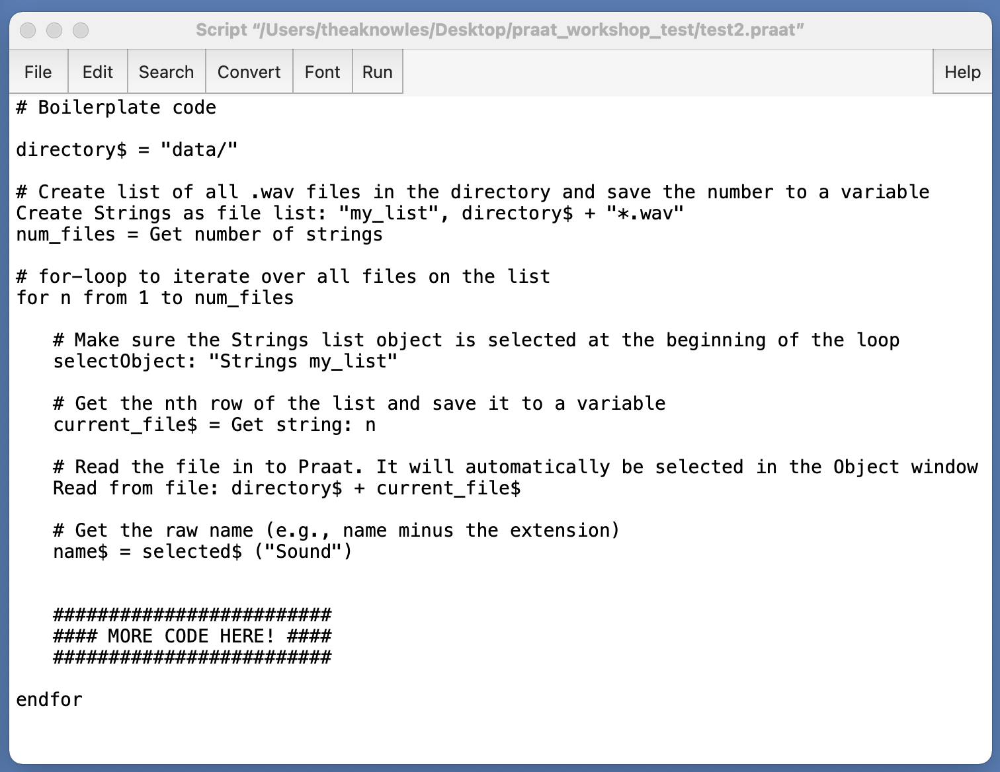 Script “/Users/theaknowles/Desktop/praat_workshop_test/test2.praat”
File Edit Search Convert Font Run Help
# Boilerplate code
directory$ = "data/"
# Create list of all .wav files in the directory and save the number to a variable
Create Strings as file list: "my_list", directory$ + "*.wav"
num_files = Get number of strings
# for-loop to iterate over all files on the list
for n from 1 to num_files
# Make sure the Strings list object is selected at the beginning of the loop
selectObject: "Strings my_list"
# Get the nth row of the list and save it to a variable
current_file$ = Get string: n
# Read the file in to Praat. It will automatically be selected in the Object window
Read from file: directory$ + current_file$
# Get the raw name (e.g., name minus the extension)
name$ = selected$ ("Sound")
#########################
#### MORE CODE HERE! ####
#########################
endfor